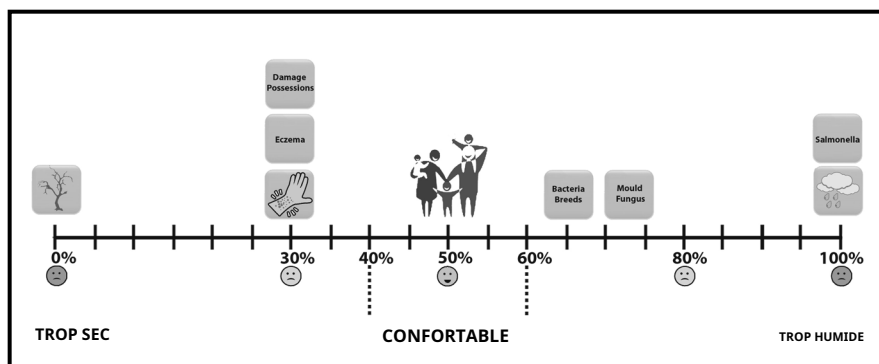 Damage
Possessions
Eczema
Salmonella
Bacteria
Breeds
Mould
Fungus
0%
30%
40%
50%
60%
80%
100%
TROP SEC
CONFORTABLE
TROP HUMIDE